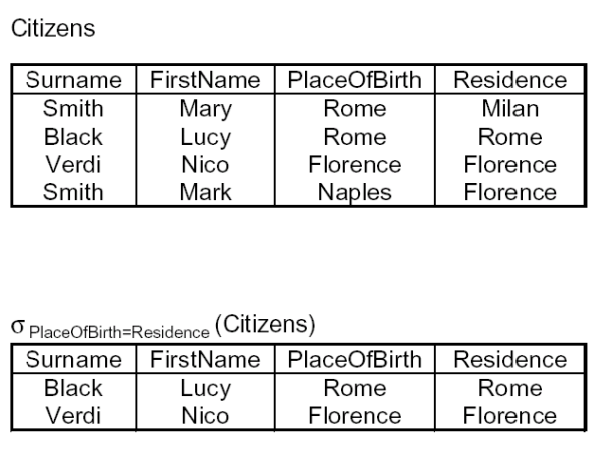 Citizens
Surname FirstName PlaceOfBirth Residence
Smith Mary Rome Milan
Black Lucy Rome Rome
Verdi Nico Florence Florence
Smith Mark Naples Florence
σ PlaceOfBirth=Residence (Citizens)
Surname FirstName PlaceOfBirth Residence
Black Lucy Rome Rome
Verdi Nico Florence Florence